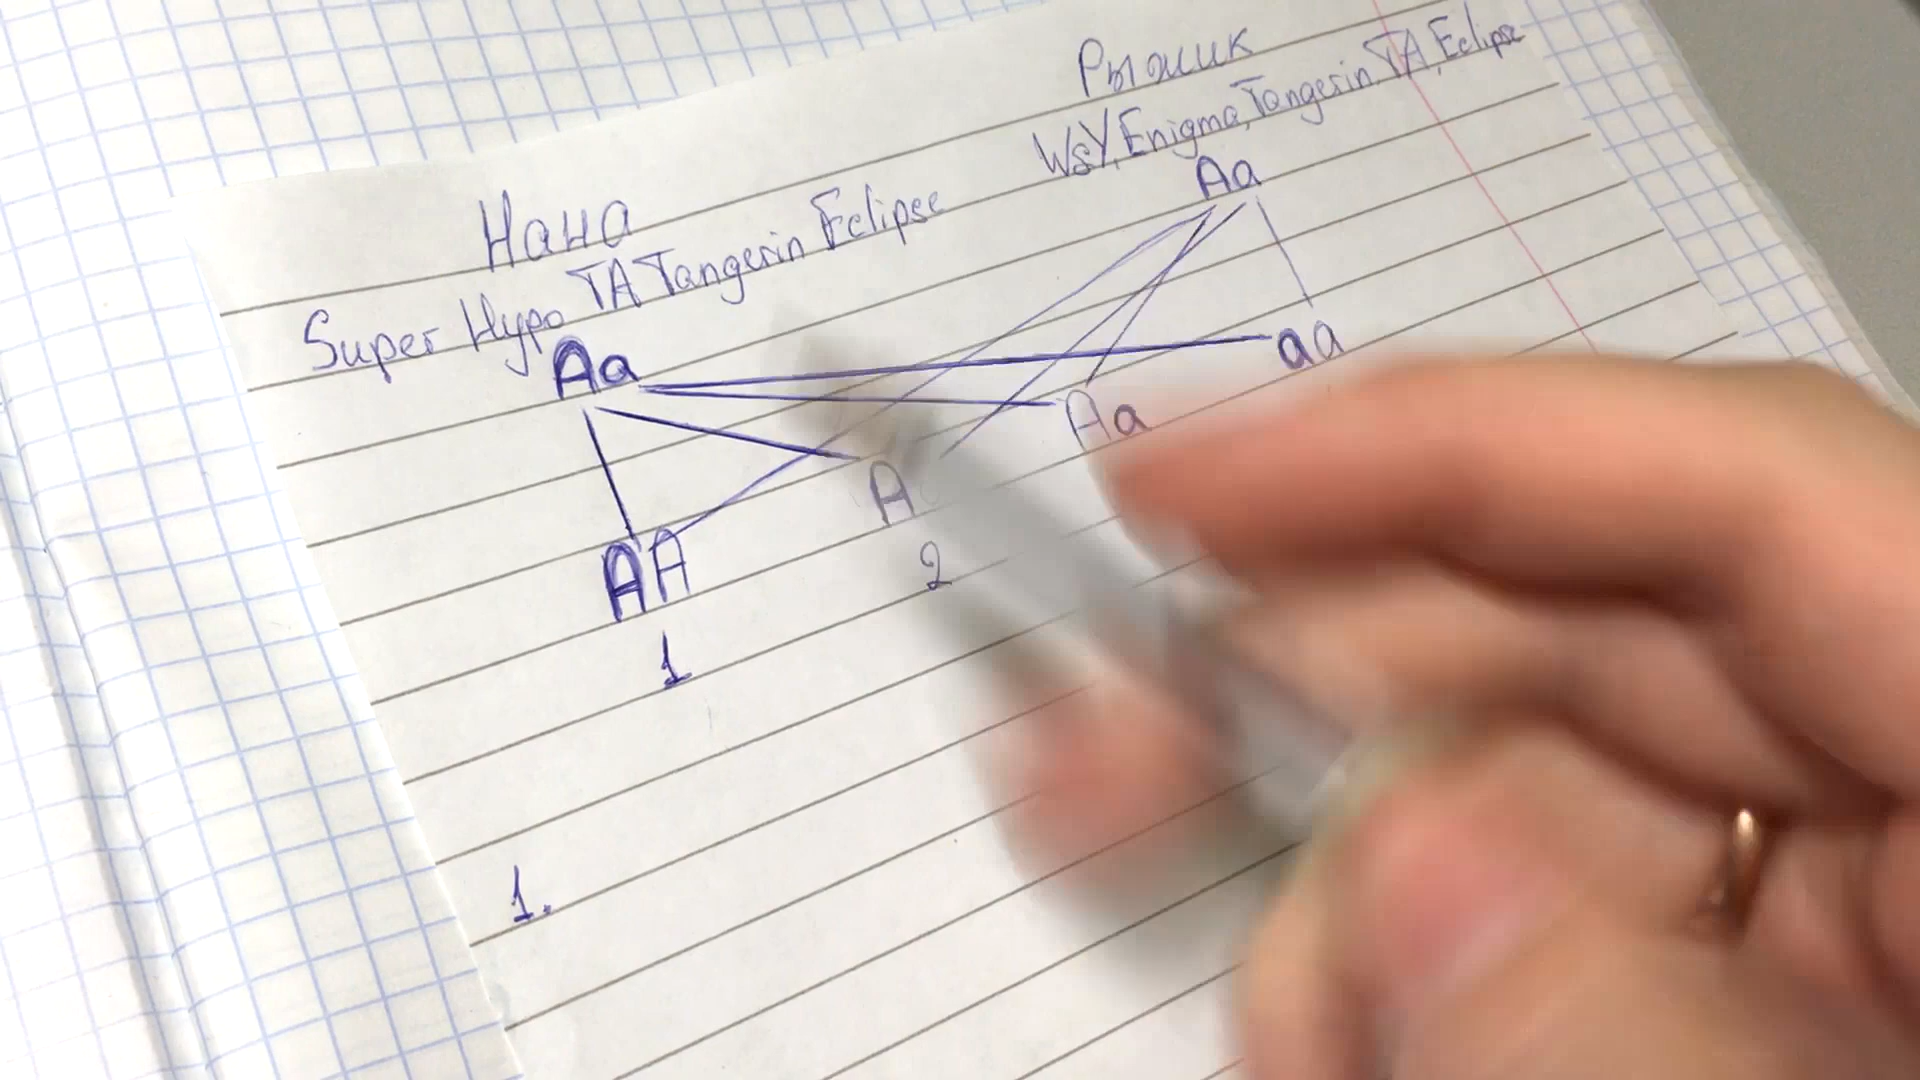 Рыжик
W&Y, Enigma, Tangerin, TA, Eclipse
Aa
Нана
Super Hypo TA Tangerin Eclipse
Aa
aa
Aa
A
AA
2
1
1.